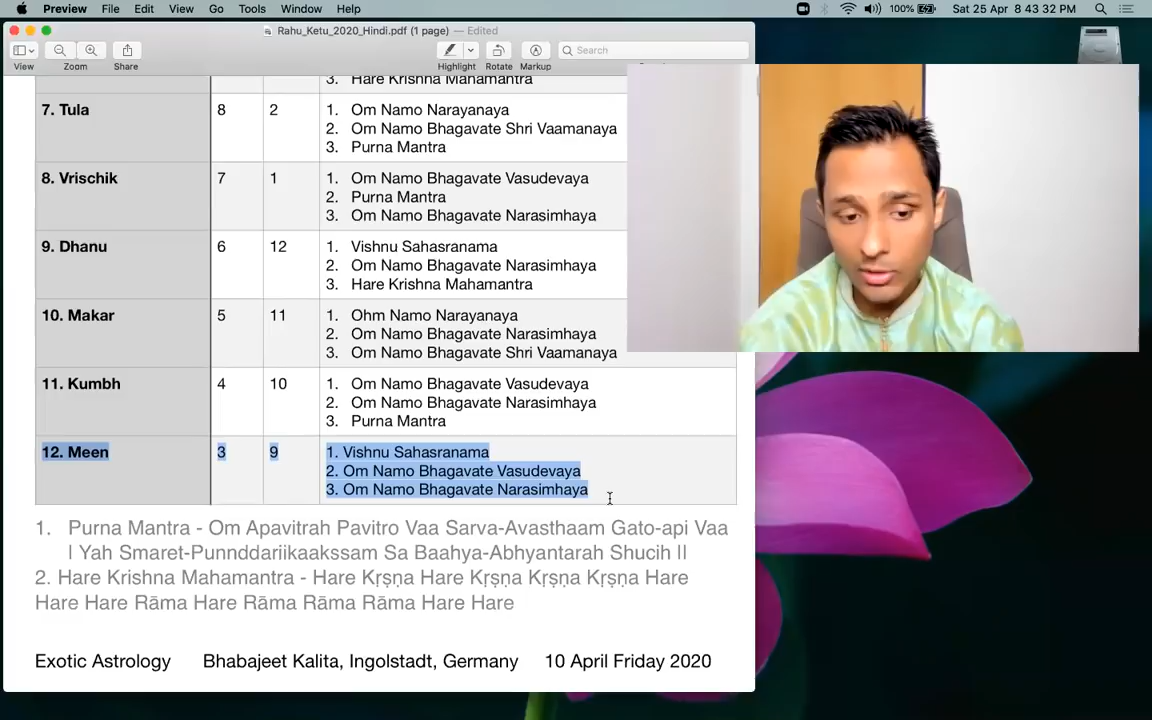 Preview File Edit View Go Tools Window Help 100% Sat 25 Apr 8 43 32 PM
Rahu_Ketu_2020_Hindi.pdf (1 page) — Edited
Search
View Zoom Share Highlight Rotate Markup
3. Hare Krishna Mahamantra
7. Tula 8 2 1. Om Namo Narayanaya
2. Om Namo Bhagavate Shri Vaamanaya
3. Purna Mantra
8. Vrischik 7 1 1. Om Namo Bhagavate Vasudevaya
2. Purna Mantra
3. Om Namo Bhagavate Narasimhaya
9. Dhanu 6 12 1. Vishnu Sahasranama
2. Om Namo Bhagavate Narasimhaya
3. Hare Krishna Mahamantra
10. Makar 5 11 1. Ohm Namo Narayanaya
2. Om Namo Bhagavate Narasimhaya
3. Om Namo Bhagavate Shri Vaamanaya
11. Kumbh 4 10 1. Om Namo Bhagavate Vasudevaya
2. Om Namo Bhagavate Narasimhaya
3. Purna Mantra
12. Meen 3 9 1. Vishnu Sahasranama
2. Om Namo Bhagavate Vasudevaya
3. Om Namo Bhagavate Narasimhaya
1. Purna Mantra - Om Apavitrah Pavitro Vaa Sarva-Avasthaam Gato-api Vaa
| Yah Smaret-Punnddariikaakssam Sa Baahya-Abhyantarah Shucih ||
2. Hare Krishna Mahamantra - Hare Kṛṣṇa Hare Kṛṣṇa Kṛṣṇa Kṛṣṇa Hare
Hare Hare Rāma Hare Rāma Rāma Rāma Hare Hare
Exotic Astrology Bhabajeet Kalita, Ingolstadt, Germany 10 April Friday 2020